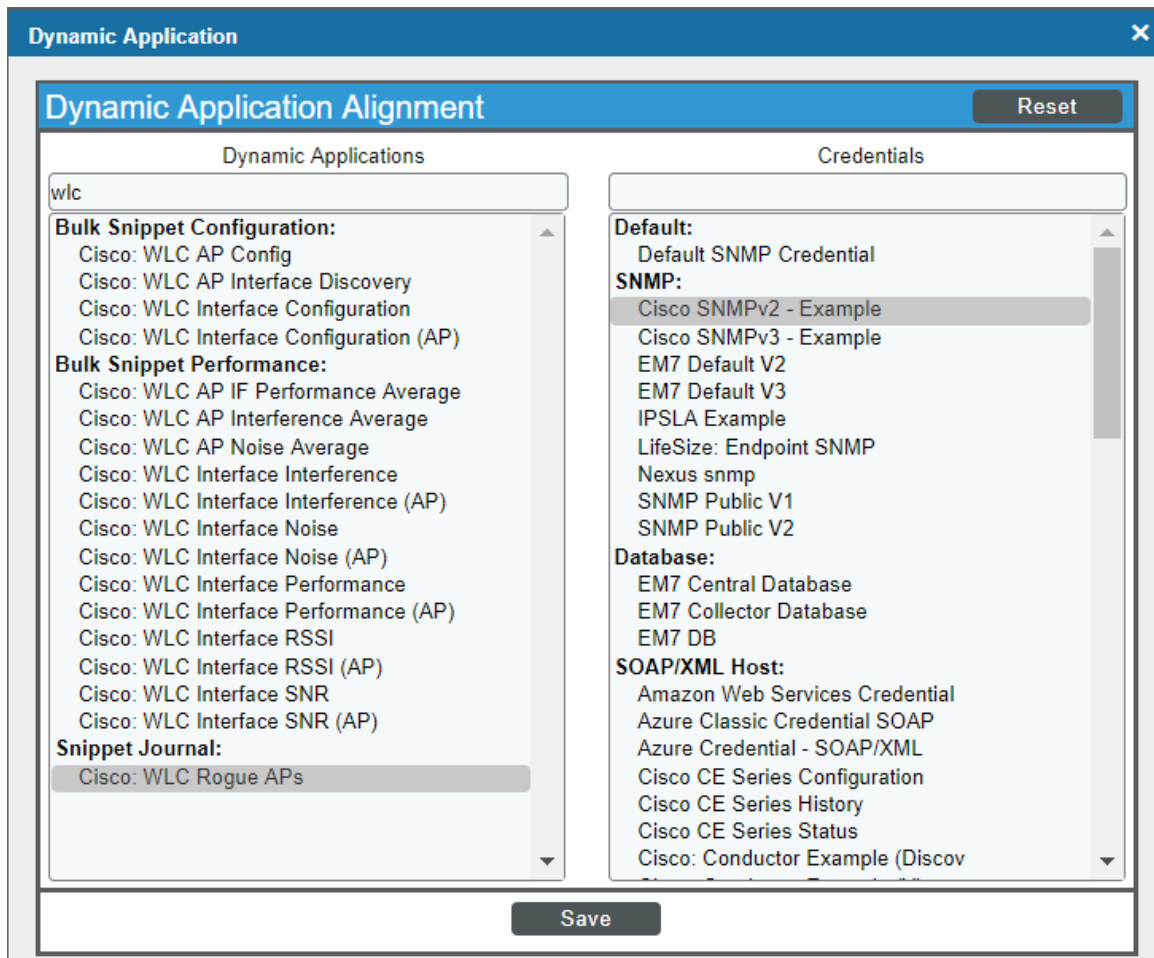 Dynamic Application
Dynamic Application Alignment
Reset
Dynamic Applications
wlc
Bulk Snippet Configuration:
Cisco: WLC AP Config
Cisco: WLC AP Interface Discovery
Cisco: WLC Interface Configuration
Cisco: WLC Interface Configuration (AP)
Bulk Snippet Performance:
Cisco: WLC AP IF Performance Average
Cisco: WLC AP Interference Average
Cisco: WLC AP Noise Average
Cisco: WLC Interface Interference
Cisco: WLC Interface Interference (AP)
Cisco: WLC Interface Noise
Cisco: WLC Interface Noise (AP)
Cisco: WLC Interface Performance
Cisco: WLC Interface Performance (AP)
Cisco: WLC Interface RSSI
Cisco: WLC Interface RSSI (AP)
Cisco: WLC Interface SNR
Cisco: WLC Interface SNR (AP)
Snippet Journal:
Cisco: WLC Rogue APs
Credentials
Default:
Default SNMP Credential
SNMP:
Cisco SNMPv2 - Example
Cisco SNMPv3 - Example
EM7 Default V2
EM7 Default V3
IPSLA Example
LifeSize: Endpoint SNMP
Nexus snmp
SNMP Public V1
SNMP Public V2
Database:
EM7 Central Database
EM7 Collector Database
EM7 DB
SOAP/XML Host:
Amazon Web Services Credential
Azure Classic Credential SOAP
Azure Credential - SOAP/XML
Cisco CE Series Configuration
Cisco CE Series History
Cisco CE Series Status
Cisco: Conductor Example (Discov
Save